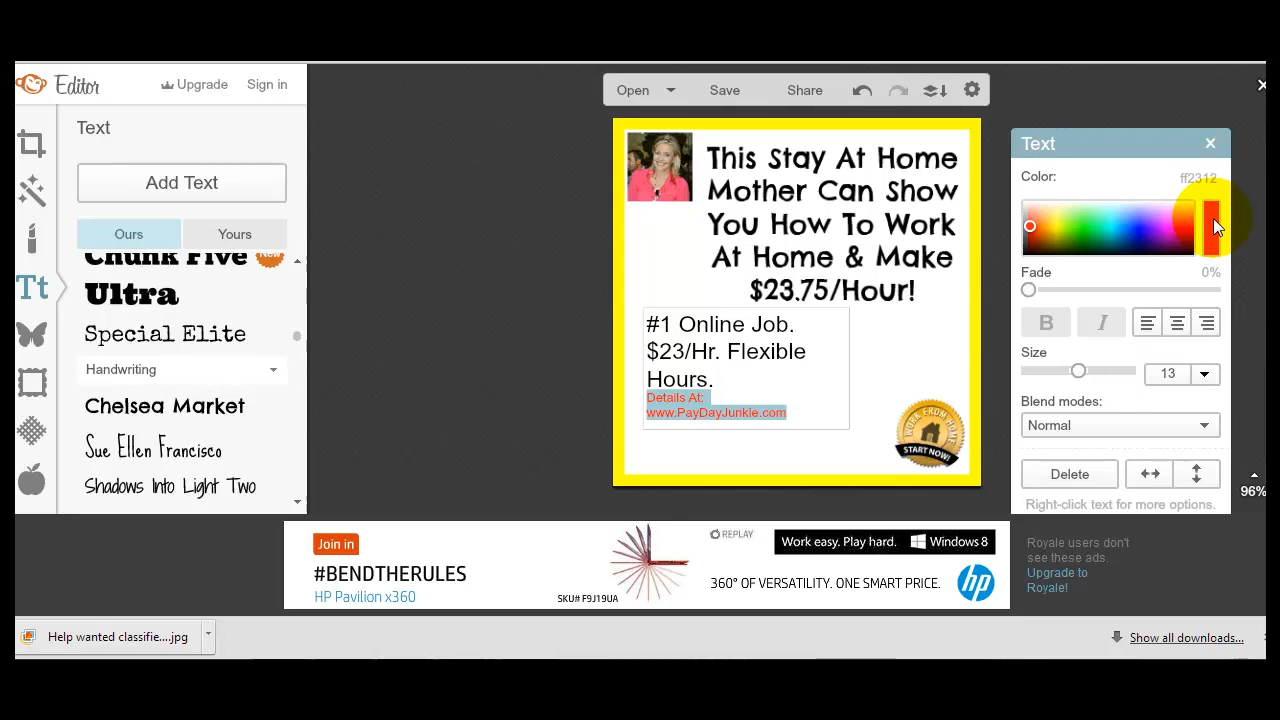 Editor
Upgrade
Sign in
Open
Save
Share
Text
Add Text
Ours
Yours
Chunk Five
New
Ultra
Special Elite
Handwriting
Chelsea Market
Sue Ellen Francisco
Shadows Into Light Two
This Stay At Home
Mother Can Show
You How To Work
At Home & Make
$23.75/Hour!
#1 Online Job.
$23/Hr. Flexible
Hours.
Details At:
www.PayDayJunkie.com
WORK FROM HOME
START NOW!
Text
Color:
ff2312
Fade
0%
B
I
Size
13
Blend modes:
Normal
Delete
Right-click text for more options.
96%
Join in
#BENDTHERULES
HP Pavilion x360
REPLAY
SKU# F9J19UA
Work easy. Play hard.
Windows 8
360° OF VERSATILITY. ONE SMART PRICE.
hp
Royale users don't
see these ads.
Upgrade to
Royale!
Help wanted classifie....jpg
Show all downloads...